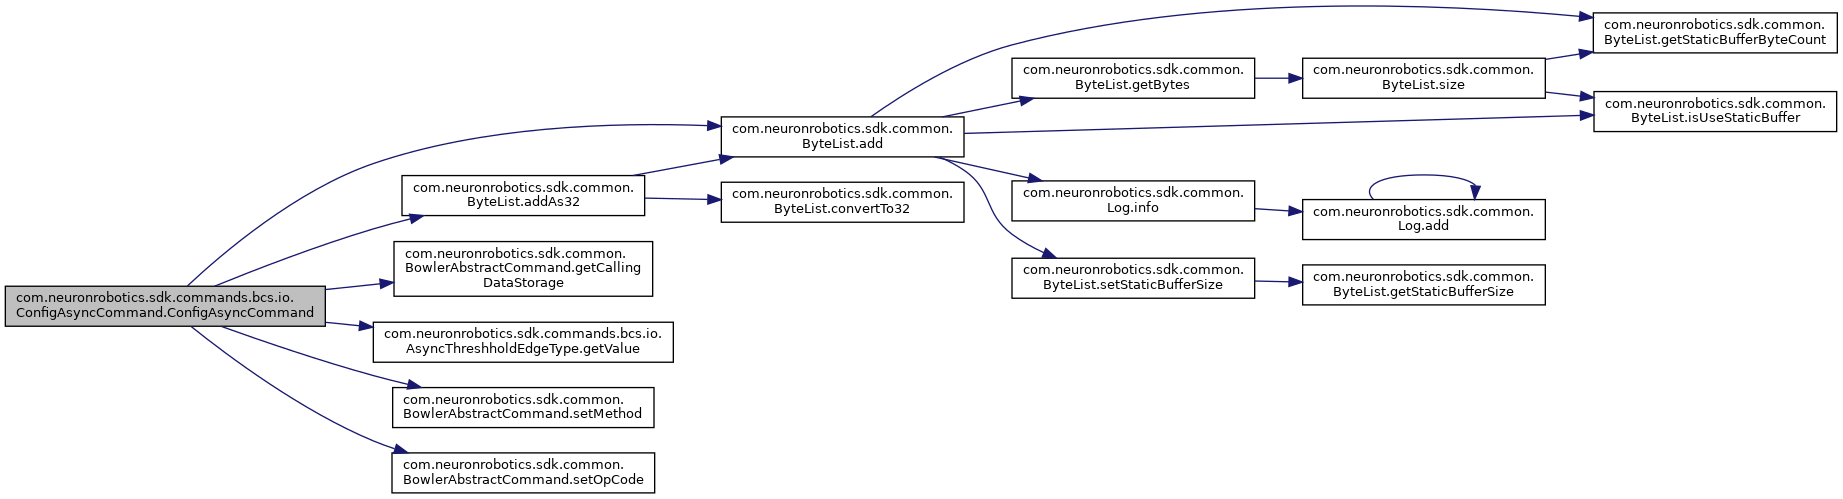 com.neuronrobotics.sdk.commands.bcs.io.
ConfigAsyncCommand.ConfigAsyncCommand
com.neuronrobotics.sdk.common.
ByteList.add
com.neuronrobotics.sdk.common.
ByteList.addAs32
com.neuronrobotics.sdk.common.
ByteList.convertTo32
com.neuronrobotics.sdk.common.
BowlerAbstractCommand.getCalling
DataStorage
com.neuronrobotics.sdk.commands.bcs.io.
AsyncThreshholdEdgeType.getValue
com.neuronrobotics.sdk.common.
BowlerAbstractCommand.setMethod
com.neuronrobotics.sdk.common.
BowlerAbstractCommand.setOpCode
com.neuronrobotics.sdk.common.
ByteList.getBytes
com.neuronrobotics.sdk.common.
Log.info
com.neuronrobotics.sdk.common.
ByteList.setStaticBufferSize
com.neuronrobotics.sdk.common.
ByteList.size
com.neuronrobotics.sdk.common.
Log.add
com.neuronrobotics.sdk.common.
ByteList.getStaticBufferSize
com.neuronrobotics.sdk.common.
ByteList.getStaticBufferByteCount
com.neuronrobotics.sdk.common.
ByteList.isUseStaticBuffer